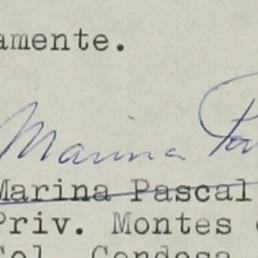 amente.
Marina Pa
Marina Pascal
Priv. Montes
Col. Condesa